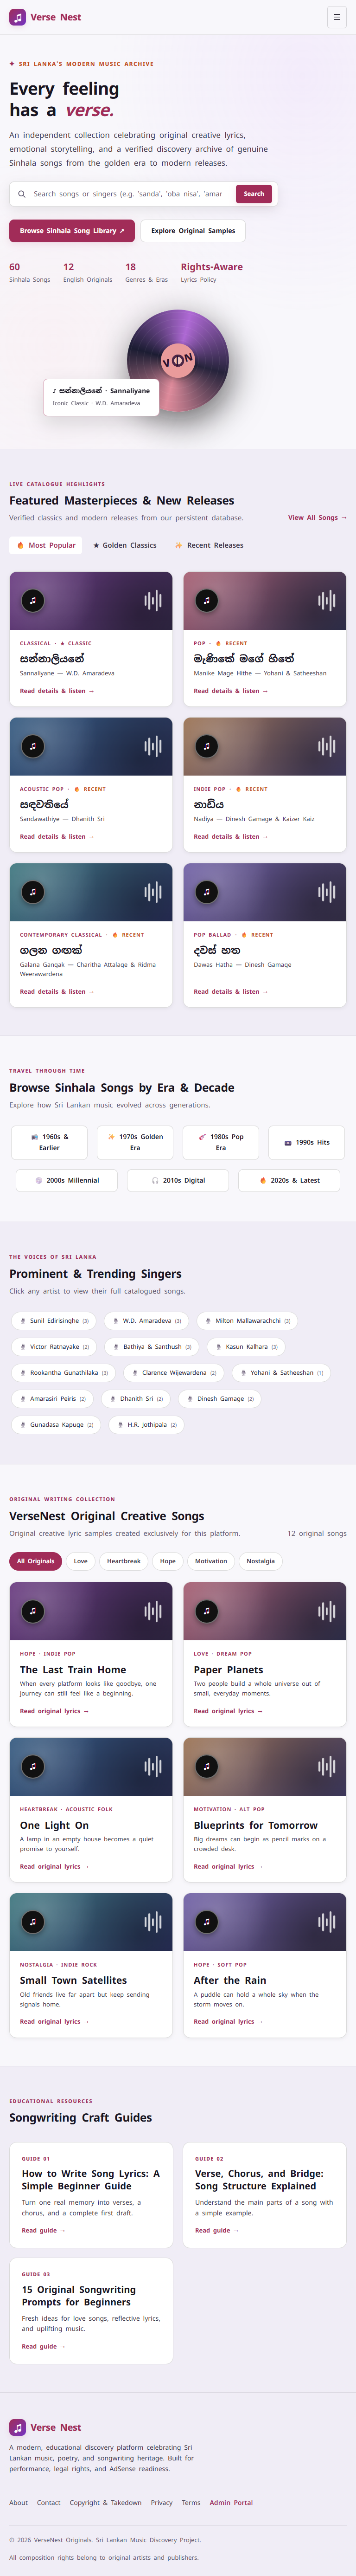 Verse Nest
✦ SRI LANKA'S MODERN MUSIC ARCHIVE
Every feeling
has a verse.
An independent collection celebrating original creative lyrics,
emotional storytelling, and a verified discovery archive of genuine
Sinhala songs from the golden era to modern releases.
Search songs or singers (e.g. 'sanda', 'oba nisa', 'amar
Search
Browse Sinhala Song Library ↗
Explore Original Samples
60
12
18
Rights-Aware
Sinhala Songs
English Originals
Genres & Eras
Lyrics Policy
VON
♪ සන්නාලියනේ · Sannaliyane
Iconic Classic · W.D. Amaradeva
LIVE CATALOGUE HIGHLIGHTS
Featured Masterpieces & New Releases
Verified classics and modern releases from our persistent database.
View All Songs →
🔥 Most Popular
★ Golden Classics
✨ Recent Releases
CLASSICAL · ★ CLASSIC
සන්නාලියනේ
Sannaliyane — W.D. Amaradeva
Read details & listen →
POP · 🔥 RECENT
මැණිකේ මගේ හිතේ
Manike Mage Hithe — Yohani & Satheeshan
Read details & listen →
ACOUSTIC POP · 🔥 RECENT
සඳවතියේ
Sandawathiye — Dhanith Sri
Read details & listen →
INDIE POP · 🔥 RECENT
නාඩිය
Nadiya — Dinesh Gamage & Kaizer Kaiz
Read details & listen →
CONTEMPORARY CLASSICAL · 🔥 RECENT
ගලන ගඟක්
Galana Gangak — Charitha Attalage & Ridma
Weerawardena
Read details & listen →
POP BALLAD · 🔥 RECENT
දවස් හත
Dawas Hatha — Dinesh Gamage
Read details & listen →
TRAVEL THROUGH TIME
Browse Sinhala Songs by Era & Decade
Explore how Sri Lankan music evolved across generations.
📻 1960s &
Earlier
✨ 1970s Golden
Era
🎸 1980s Pop
Era
📼 1990s Hits
💿 2000s Millennial
🎧 2010s Digital
🔥 2020s & Latest
THE VOICES OF SRI LANKA
Prominent & Trending Singers
Click any artist to view their full catalogued songs.
🎙 Sunil Edirisinghe (3)
🎙 W.D. Amaradeva (3)
🎙 Milton Mallawarachchi (3)
🎙 Victor Ratnayake (2)
🎙 Bathiya & Santhush (3)
🎙 Kasun Kalhara (3)
🎙 Rookantha Gunathilaka (3)
🎙 Clarence Wijewardena (2)
🎙 Yohani & Satheeshan (1)
🎙 Amarasiri Peiris (2)
🎙 Dhanith Sri (2)
🎙 Dinesh Gamage (2)
🎙 Gunadasa Kapuge (2)
🎙 H.R. Jothipala (2)
ORIGINAL WRITING COLLECTION
VerseNest Original Creative Songs
Original creative lyric samples created exclusively for this platform.
12 original songs
All Originals
Love
Heartbreak
Hope
Motivation
Nostalgia
HOPE · INDIE POP
The Last Train Home
When every platform looks like goodbye, one
journey can still feel like a beginning.
Read original lyrics →
LOVE · DREAM POP
Paper Planets
Two people build a whole universe out of
small, everyday moments.
Read original lyrics →
HEARTBREAK · ACOUSTIC FOLK
One Light On
A lamp in an empty house becomes a quiet
promise to yourself.
Read original lyrics →
MOTIVATION · ALT POP
Blueprints for Tomorrow
Big dreams can begin as pencil marks on a
crowded desk.
Read original lyrics →
NOSTALGIA · INDIE ROCK
Small Town Satellites
Old friends live far apart but keep sending
signals home.
Read original lyrics →
HOPE · SOFT POP
After the Rain
A puddle can hold a whole sky when the
storm moves on.
Read original lyrics →
EDUCATIONAL RESOURCES
Songwriting Craft Guides
GUIDE 01
How to Write Song Lyrics: A
Simple Beginner Guide
Turn one real memory into verses, a
chorus, and a complete first draft.
Read guide →
GUIDE 02
Verse, Chorus, and Bridge:
Song Structure Explained
Understand the main parts of a song with
a simple example.
Read guide →
GUIDE 03
15 Original Songwriting
Prompts for Beginners
Fresh ideas for love songs, reflective lyrics,
and uplifting music.
Read guide →
Verse Nest
A modern, educational discovery platform celebrating Sri
Lankan music, poetry, and songwriting heritage. Built for
performance, legal rights, and AdSense readiness.
About
Contact
Copyright & Takedown
Privacy
Terms
Admin Portal
© 2026 VerseNest Originals. Sri Lankan Music Discovery Project.
All composition rights belong to original artists and publishers.